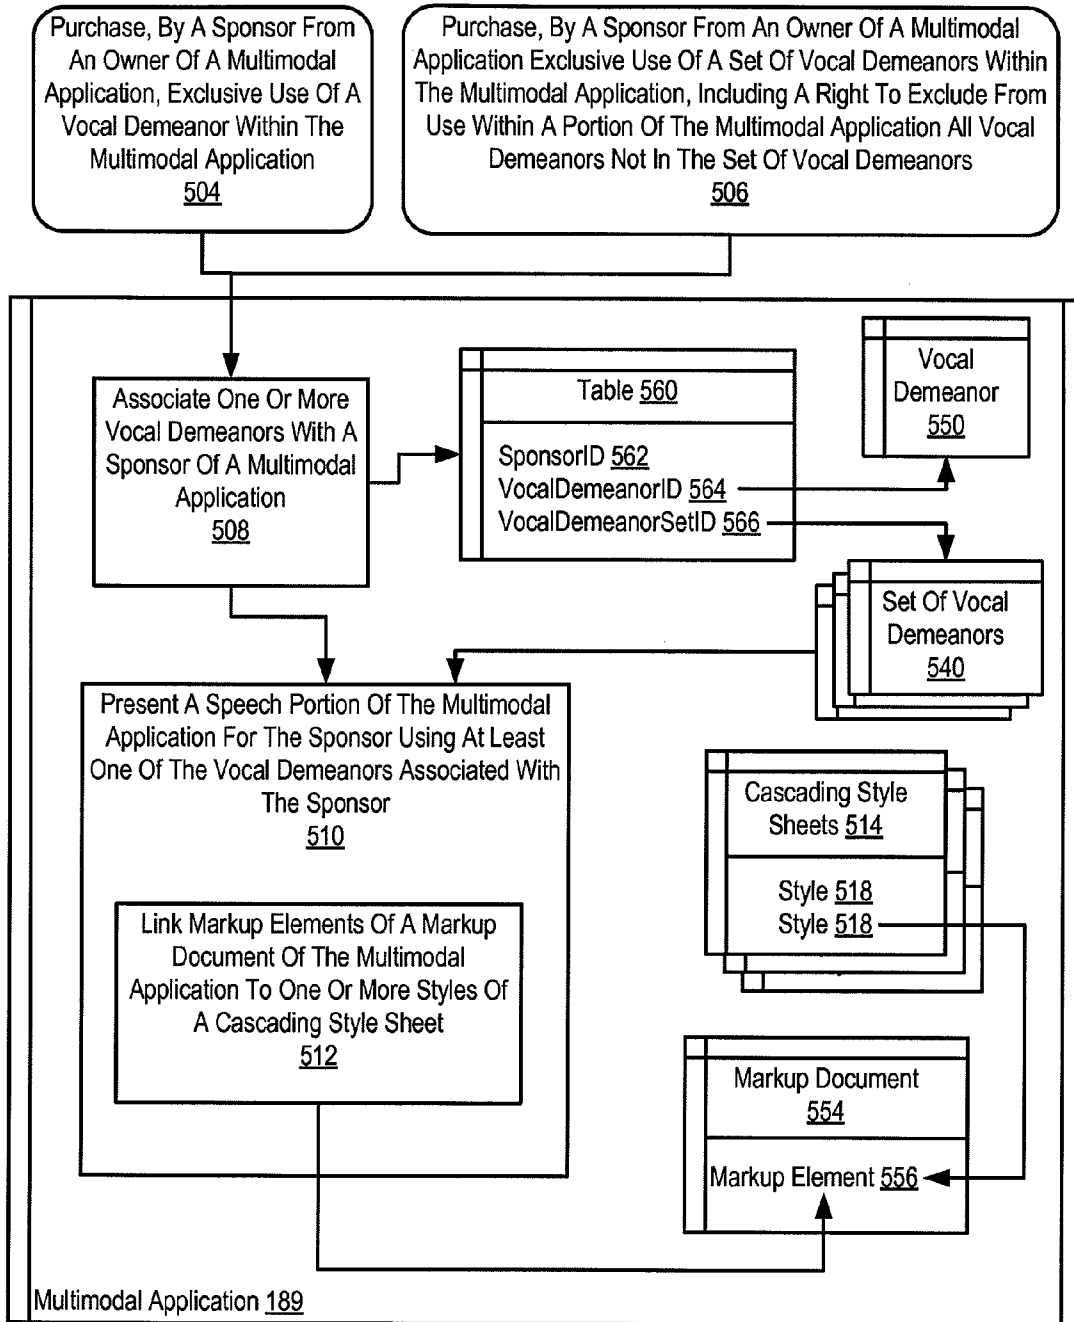 Purchase, By A Sponsor From
An Owner Of A Multimodal
Application, Exclusive Use Of A
Vocal Demeanor Within The
Multimodal Application
504
Purchase, By A Sponsor From An Owner Of A Multimodal
Application Exclusive Use Of A Set Of Vocal Demeanors Within
The Multimodal Application, Including A Right To Exclude From
Use Within A Portion Of The Multimodal Application All Vocal
Demeanors Not In The Set Of Vocal Demeanors
506
Associate One Or More
Vocal Demeanors With A
Sponsor Of A Multimodal
Application
508
Table 560
SponsorID 562
VocalDemeanorID 564
VocalDemeanorSetID 566
Vocal
Demeanor
550
Set Of Vocal
Demeanors
540
Present A Speech Portion Of The Multimodal
Application For The Sponsor Using At Least
One Of The Vocal Demeanors Associated With
The Sponsor
510
Link Markup Elements Of A Markup
Document Of The Multimodal
Application To One Or More Styles Of
A Cascading Style Sheet
512
Cascading Style
Sheets 514
Style 518
Style 518
Markup Document
554
Markup Element 556
Multimodal Application 189